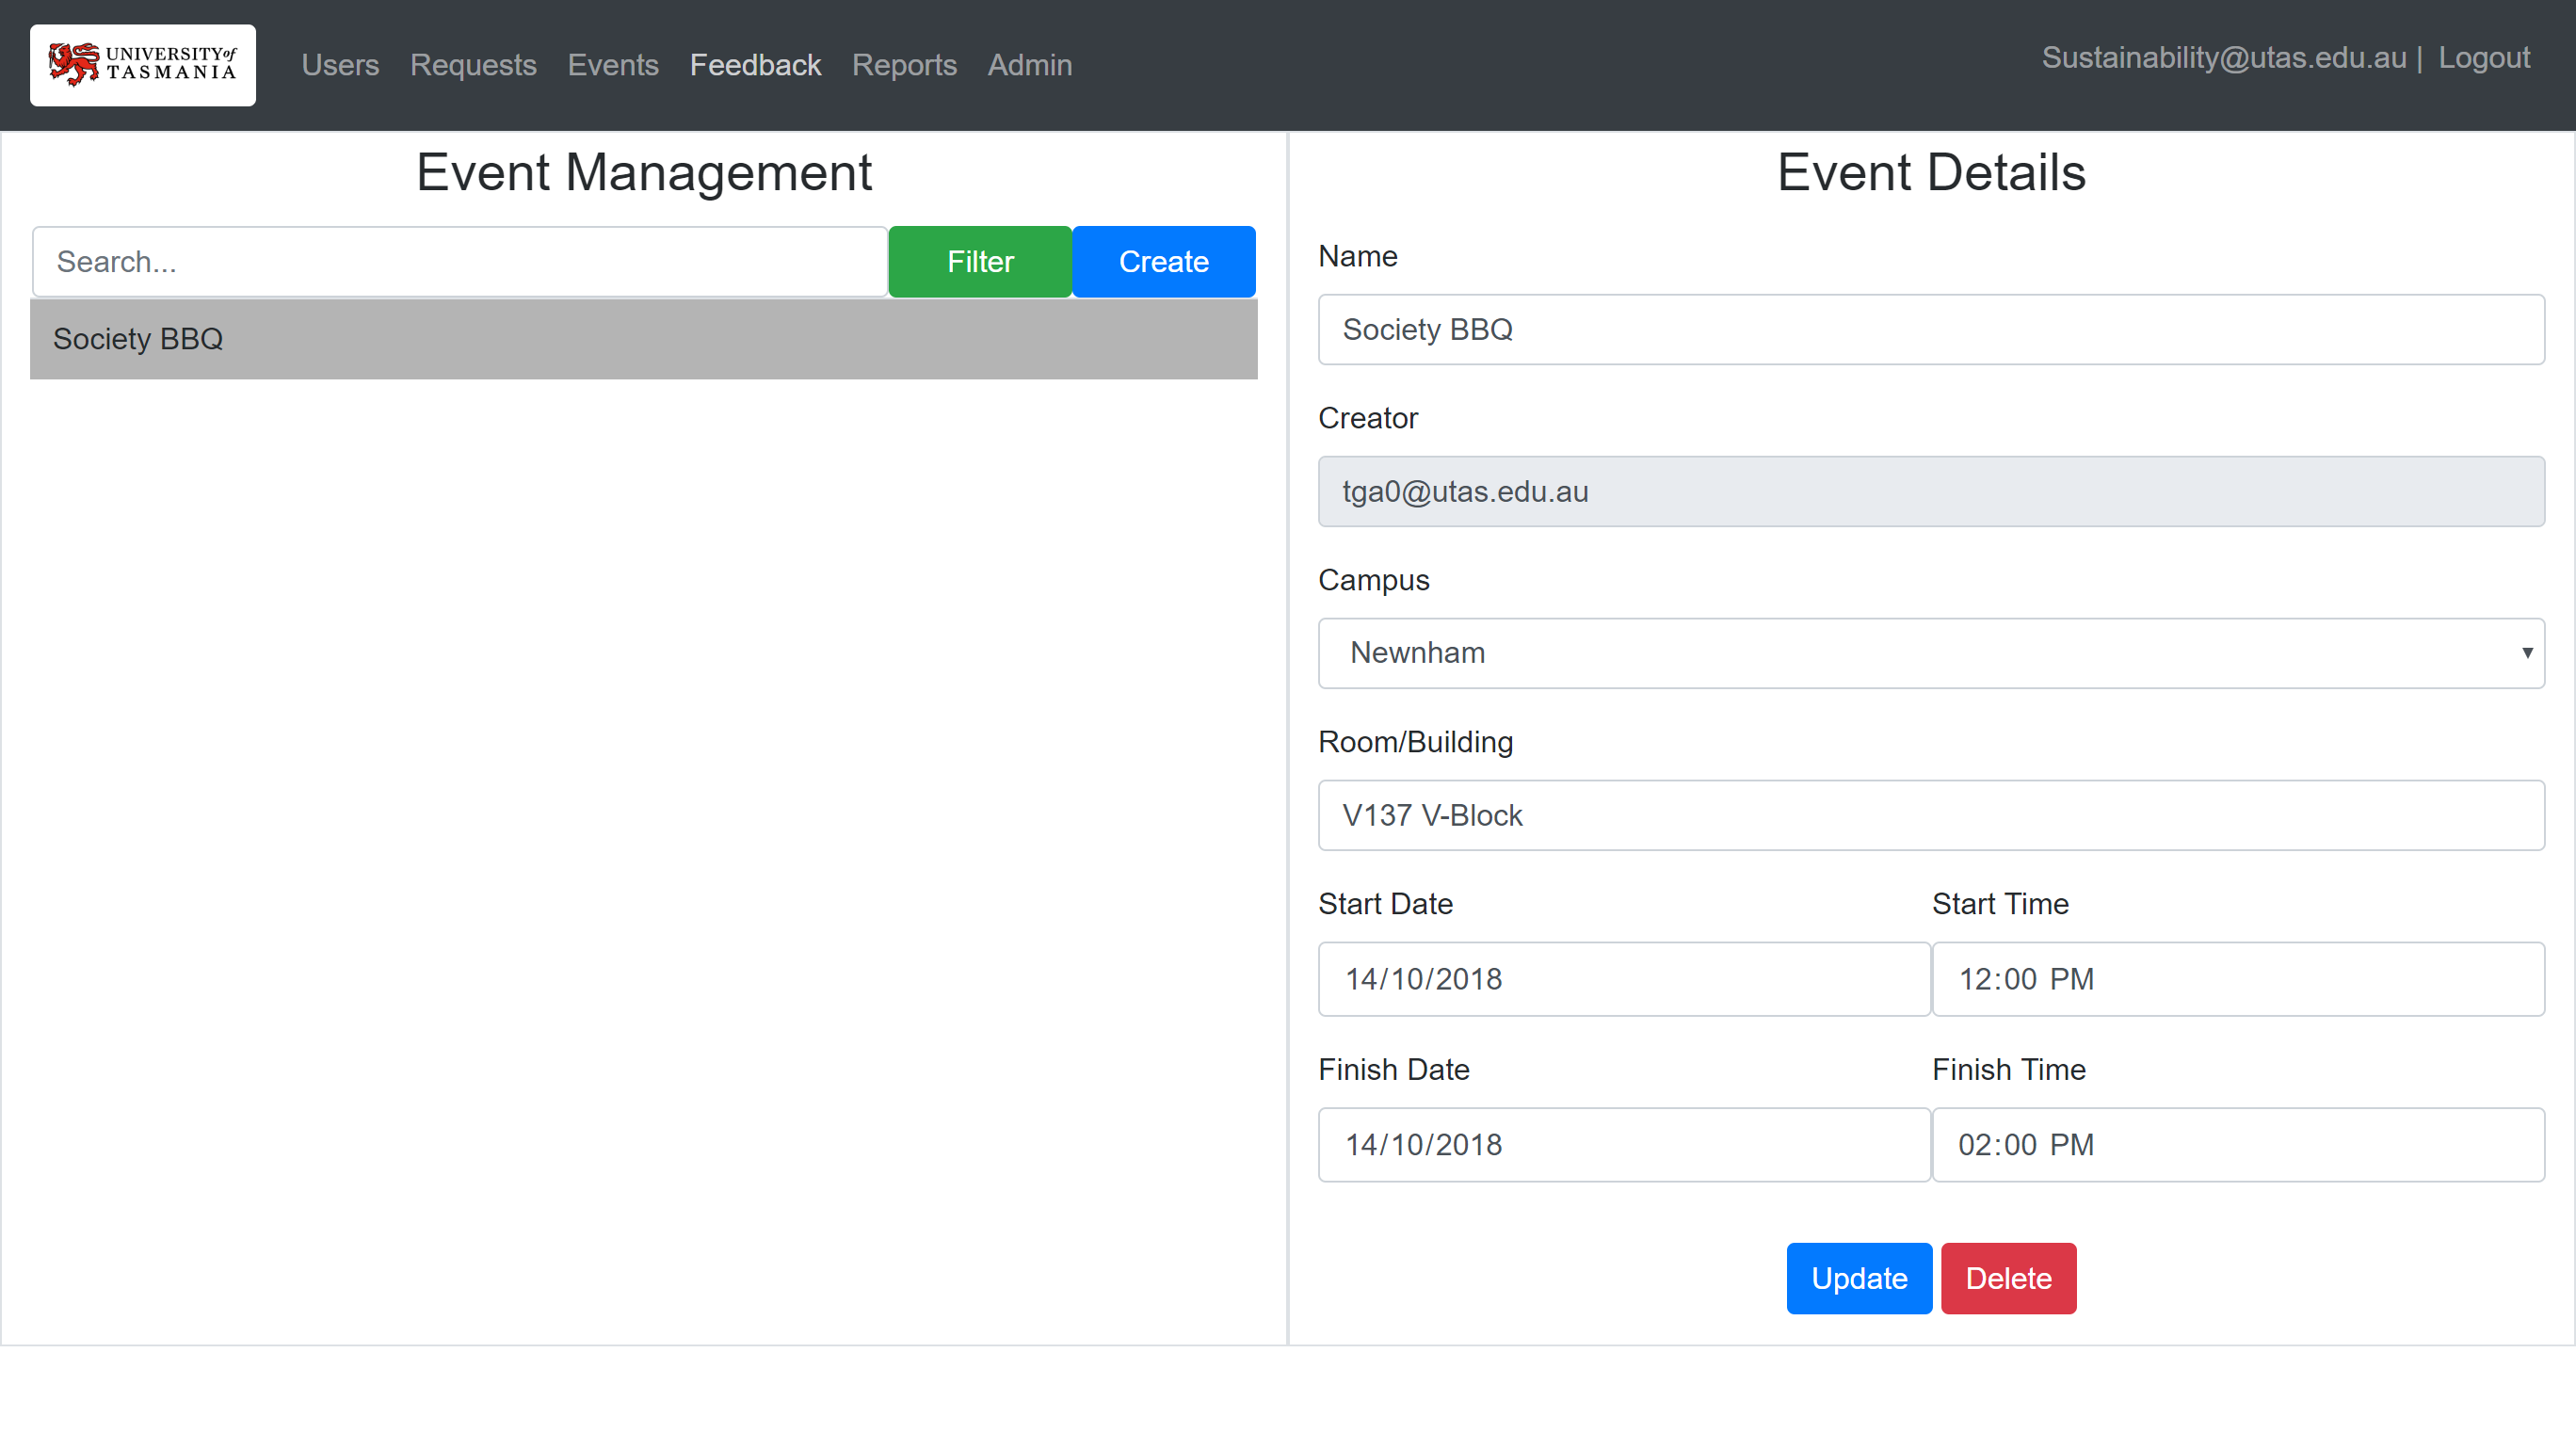 UNIVERSITY of
TASMANIA
Users Requests Events Feedback Reports Admin
Sustainability@utas.edu.au | Logout
Event Management
Search...
Filter
Create
Society BBQ
Event Details
Name
Society BBQ
Creator
tga0@utas.edu.au
Campus
Newnham
Room/Building
V137 V-Block
Start Date Start Time
14/10/2018 12:00 PM
Finish Date Finish Time
14/10/2018 02:00 PM
Update Delete